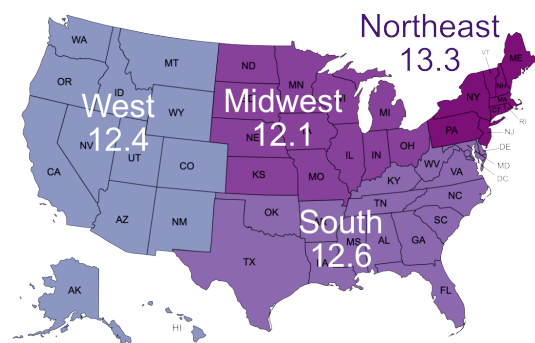 Northeast
13.3
West
12.4
Midwest
12.1
South
12.6
WA
OR
ID
MT
WY
NV
UT
CO
CA
AZ
NM
AK
HI
ND
NE
KS
MN
WI
IA
MO
IL
IN
MI
OH
OK
TX
LA
MS
AL
GA
FL
SC
NC
TN
KY
WV
VA
PA
NY
VT
NH
ME
MA
CT
RI
NJ
DE
MD
DC